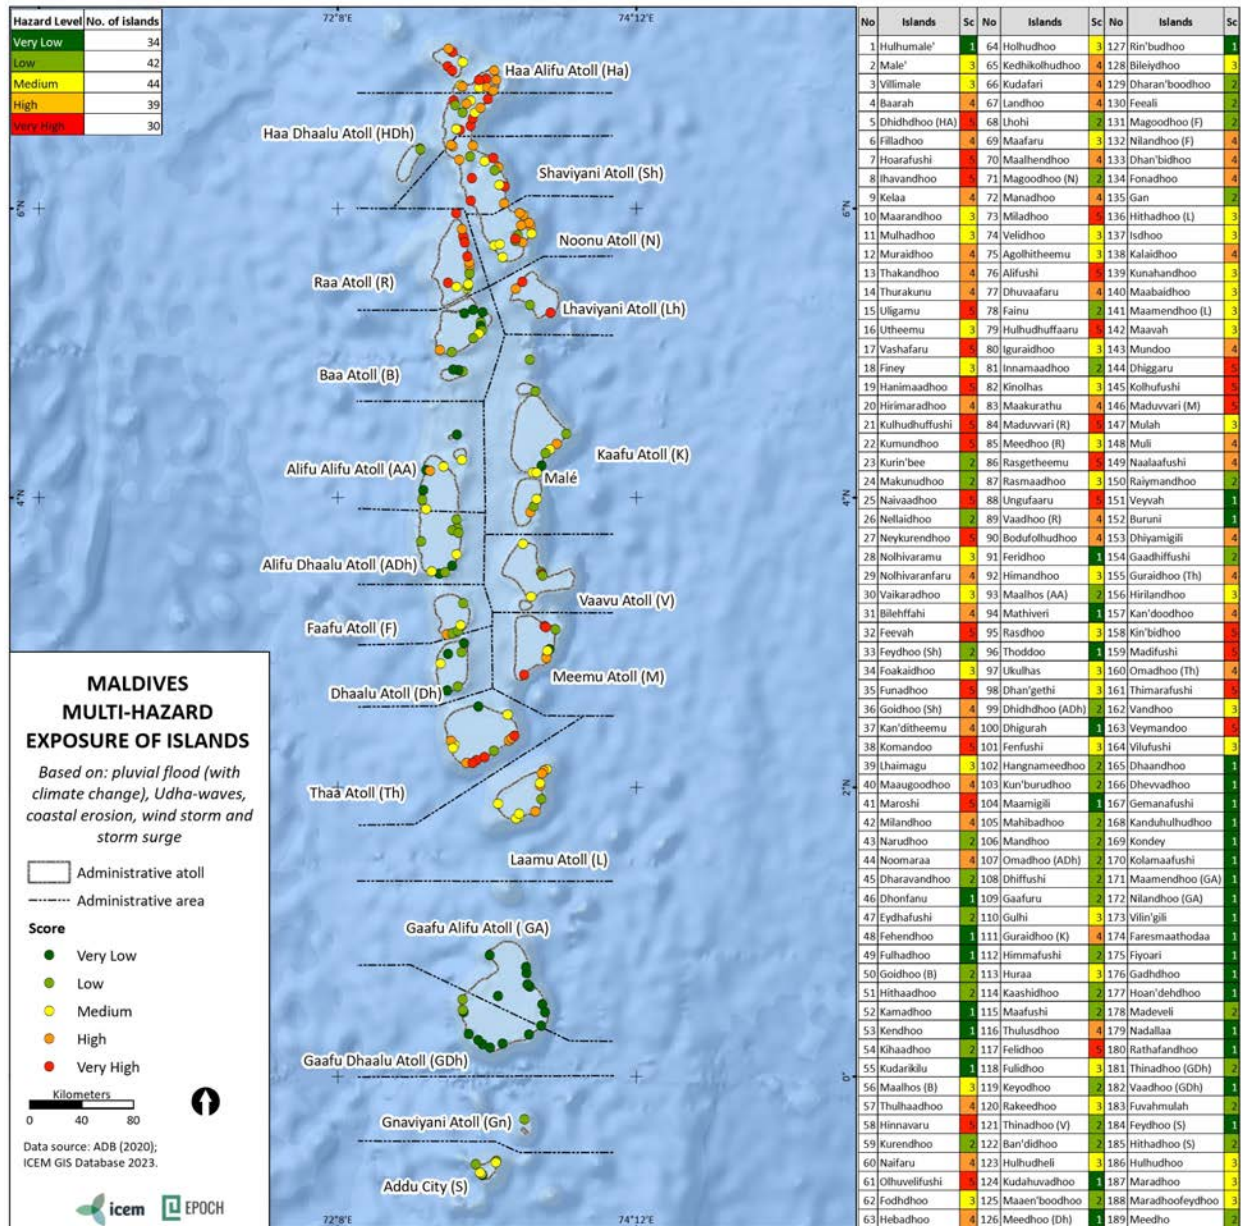 Hazard Level No. of islands
Very Low 34
Low 42
Medium 44
High 39
Very High 30
72°8'E
74°12'E
Haa Alifu Atoll (Ha)
Haa Dhaalu Atoll (HDh)
Shaviyani Atoll (Sh)
6°N
6°N
Noonu Atoll (N)
Raa Atoll (R)
Lhaviyani Atoll (Lh)
Baa Atoll (B)
Kaafu Atoll (K)
Alifu Alifu Atoll (AA)
Malé
4°N
4°N
Alifu Dhaalu Atoll (ADh)
Vaavu Atoll (V)
Faafu Atoll (F)
Meemu Atoll (M)
Dhaalu Atoll (Dh)
Thaa Atoll (Th)
2°N
Laamu Atoll (L)
Gaafu Alifu Atoll ( GA)
Gaafu Dhaalu Atoll (GDh)
0°
Gnaviyani Atoll (Gn)
Addu City (S)
72°8'E
74°12'E
MALDIVES
MULTI-HAZARD
EXPOSURE OF ISLANDS
Based on: pluvial flood (with
climate change), Udha-waves,
coastal erosion, wind storm and
storm surge
Administrative atoll
Administrative area
Score
Very Low
Low
Medium
High
Very High
Kilometers
0 40 80
Data source: ADB (2020);
ICEM GIS Database 2023.
icem EPOCH
No Islands Sc No Islands Sc No Islands Sc
1 Hulhumale' 1 64 Holhudhoo 3 127 Rin'budhoo 1
2 Male' 3 65 Kedhikolhudhoo 4 128 Bileiydhoo 3
3 Villimale 3 66 Kudafari 4 129 Dharan'boodhoo 2
4 Baarah 4 67 Landhoo 4 130 Feeali 2
5 Dhidhdhoo (HA) 5 68 Lhohi 2 131 Magoodhoo (F) 2
6 Filladhoo 4 69 Maafaru 3 132 Nilandhoo (F) 4
7 Hoarafushi 5 70 Maalhendhoo 4 133 Dhan'bidhoo 4
8 Ihavandhoo 5 71 Magoodhoo (N) 2 134 Fonadhoo 4
9 Kelaa 4 72 Manadhoo 4 135 Gan 2
10 Maarandhoo 3 73 Miladhoo 5 136 Hithadhoo (L) 3
11 Mulhadhoo 3 74 Velidhoo 3 137 Isdhoo 3
12 Muraidhoo 4 75 Agolhitheemu 3 138 Kalaidhoo 4
13 Thakandhoo 4 76 Alifushi 5 139 Kunahandhoo 3
14 Thurakunu 4 77 Dhuvaafaru 4 140 Maabaidhoo 3
15 Uligamu 5 78 Fainu 2 141 Maamendhoo (L) 3
16 Utheemu 3 79 Hulhudhuffaaru 5 142 Maavah 3
17 Vashafaru 5 80 Iguraidhoo 3 143 Mundoo 4
18 Finey 3 81 Innamaadhoo 2 144 Dhiggaru 5
19 Hanimaadhoo 5 82 Kinolhas 3 145 Kolhufushi 5
20 Hirimaradhoo 4 83 Maakurathu 4 146 Maduvvari (M) 5
21 Kulhudhuffushi 5 84 Maduvvari (R) 5 147 Mulah 3
22 Kumundhoo 5 85 Meedhoo (R) 3 148 Muli 4
23 Kurin'bee 2 86 Rasgetheemu 5 149 Naalaafushi 4
24 Makunudhoo 2 87 Rasmaadhoo 3 150 Raiymandhoo 2
25 Naivaadhoo 5 88 Ungufaaru 5 151 Veyvah 1
26 Nellaidhoo 2 89 Vaadhoo (R) 4 152 Buruni 1
27 Neykurendhoo 5 90 Bodufolhudhoo 4 153 Dhiyamigili 4
28 Nolhivaramu 3 91 Feridhoo 1 154 Gaadhiffushi 2
29 Nolhivaranfaru 4 92 Himandhoo 3 155 Guraidhoo (Th) 4
30 Vaikaradhoo 3 93 Maalhos (AA) 2 156 Hirilandhoo 3
31 Bilehffahi 4 94 Mathiveri 1 157 Kan'doodhoo 4
32 Feevah 5 95 Rasdhoo 3 158 Kin'bidhoo 5
33 Feydhoo (Sh) 2 96 Thoddoo 1 159 Madifushi 5
34 Foakaidhoo 3 97 Ukulhas 3 160 Omadhoo (Th) 4
35 Funadhoo 5 98 Dhan'gethi 3 161 Thimarafushi 5
36 Goidhoo (Sh) 4 99 Dhidhdhoo (ADh) 2 162 Vandhoo 3
37 Kan'ditheemu 4 100 Dhigurah 1 163 Veymandoo 5
38 Komandoo 5 101 Fenfushi 3 164 Vilufushi 3
39 Lhaimagu 3 102 Hangnameedhoo 2 165 Dhaandhoo 1
40 Maaugoodhoo 4 103 Kun'burudhoo 2 166 Dhevvadhoo 1
41 Maroshi 5 104 Maamigili 1 167 Gemanafushi 1
42 Milandhoo 4 105 Mahibadhoo 2 168 Kanduhulhudhoo 1
43 Narudhoo 2 106 Mandhoo 2 169 Kondey 1
44 Noomaraa 4 107 Omadhoo (ADh) 2 170 Kolamaafushi 1
45 Dharavandhoo 2 108 Dhiffushi 2 171 Maamendhoo (GA) 1
46 Dhonfanu 1 109 Gaafuru 2 172 Nilandhoo (GA) 1
47 Eydhafushi 2 110 Gulhi 3 173 Vilin'gili 1
48 Fehendhoo 1 111 Guraidhoo (K) 4 174 Faresmaathodaa 1
49 Fulhadhoo 1 112 Himmafushi 2 175 Fiyoari 1
50 Goidhoo (B) 2 113 Huraa 3 176 Gadhdhoo 1
51 Hithaadhoo 2 114 Kaashidhoo 2 177 Hoan'dehdhoo 1
52 Kamadhoo 1 115 Maafushi 2 178 Madeveli 2
53 Kendhoo 1 116 Thulusdhoo 4 179 Nadallaa 1
54 Kihaadhoo 2 117 Felidhoo 5 180 Rathafandhoo 1
55 Kudarikilu 1 118 Fulidhoo 3 181 Thinadhoo (GDh) 2
56 Maalhos (B) 3 119 Keyodhoo 2 182 Vaadhoo (GDh) 1
57 Thulhaadhoo 4 120 Rakeedhoo 3 183 Fuvahmulah 2
58 Hinnavaru 5 121 Thinadhoo (V) 2 184 Feydhoo (S) 1
59 Kurendhoo 2 122 Ban'didhoo 2 185 Hithadhoo (S) 2
60 Naifaru 4 123 Hulhudheli 3 186 Hulhudhoo 3
61 Olhuvelifushi 5 124 Kudahuvadhoo 1 187 Maradhoo 3
62 Fodhdhoo 3 125 Maaen'boodhoo 2 188 Maradhoofeydhoo 3
63 Hebadhoo 4 126 Meedhoo (Dh) 1 189 Meedho 2